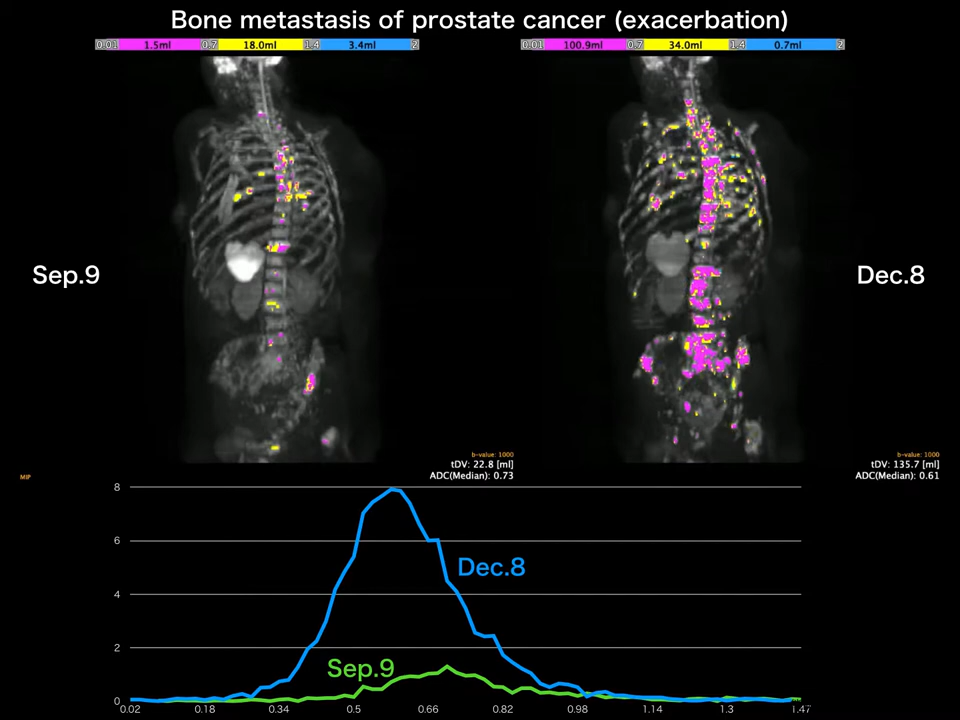 Bone metastasis of prostate cancer (exacerbation)
0.01 1.5ml 0.7 18.0ml 1.4 3.4ml 2
0.01 100.9ml 0.7 34.0ml 1.4 0.7ml 2
Sep.9
Dec.8
b-value: 1000
tDV: 22.8 [ml]
ADC(Median): 0.73
b-value: 1000
tDV: 135.7 [ml]
ADC(Median): 0.61
MIP
8
6
4
2
0
Dec.8
Sep.9
0.02 0.18 0.34 0.5 0.66 0.82 0.98 1.14 1.3 1.47